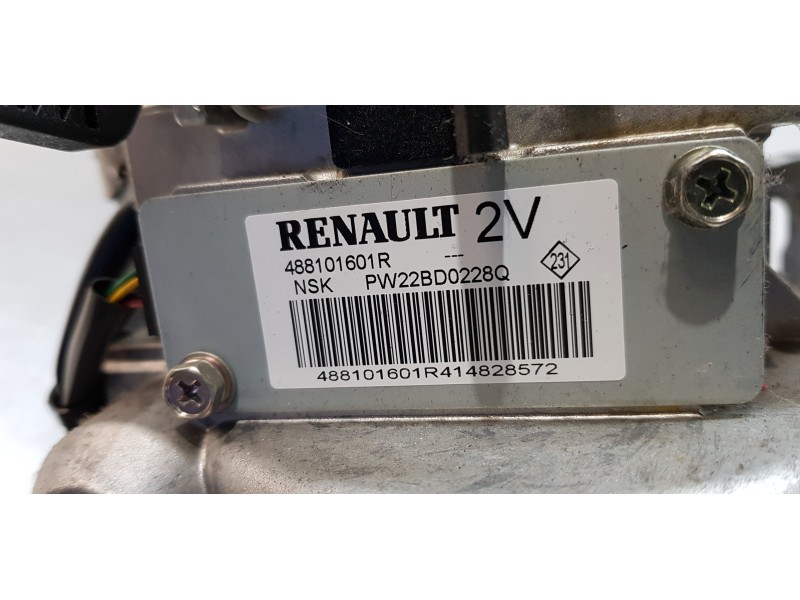 RENAULT 2V
488101601R ---
NSK PW22BD0228Q 231
488101601R414828572